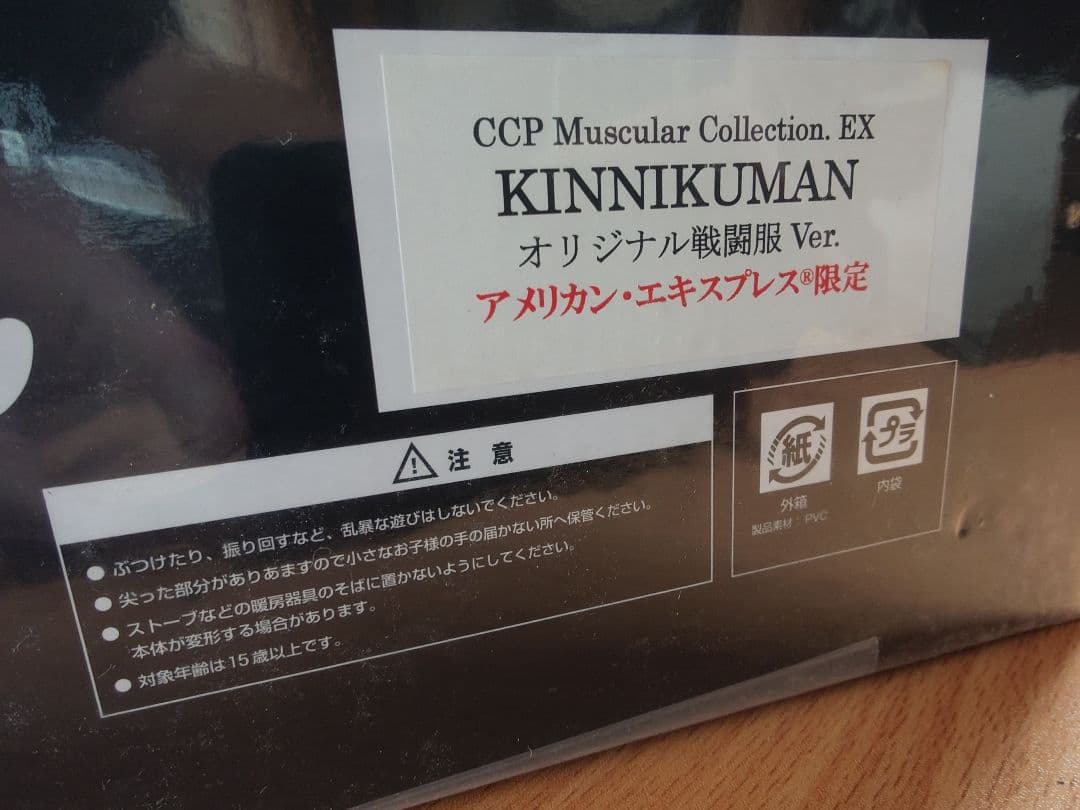 CCP Muscular Collection. EX
KINNIKUMAN
オリジナル戦闘服 Ver.
アメリカン・エキスプレス®限定
注 意
● ぶつけたり、振り回すなど、乱暴な遊びはしないでください。
● 尖った部分がありあますので小さなお子様の手の届かない所へ保管ください。
● ストーブなどの暖房器具のそばに置かないようにしてください。
本体が変形する場合があります。
● 対象年齢は15歳以上です。
紙
プラ
外箱
内袋
製品素材:PVC